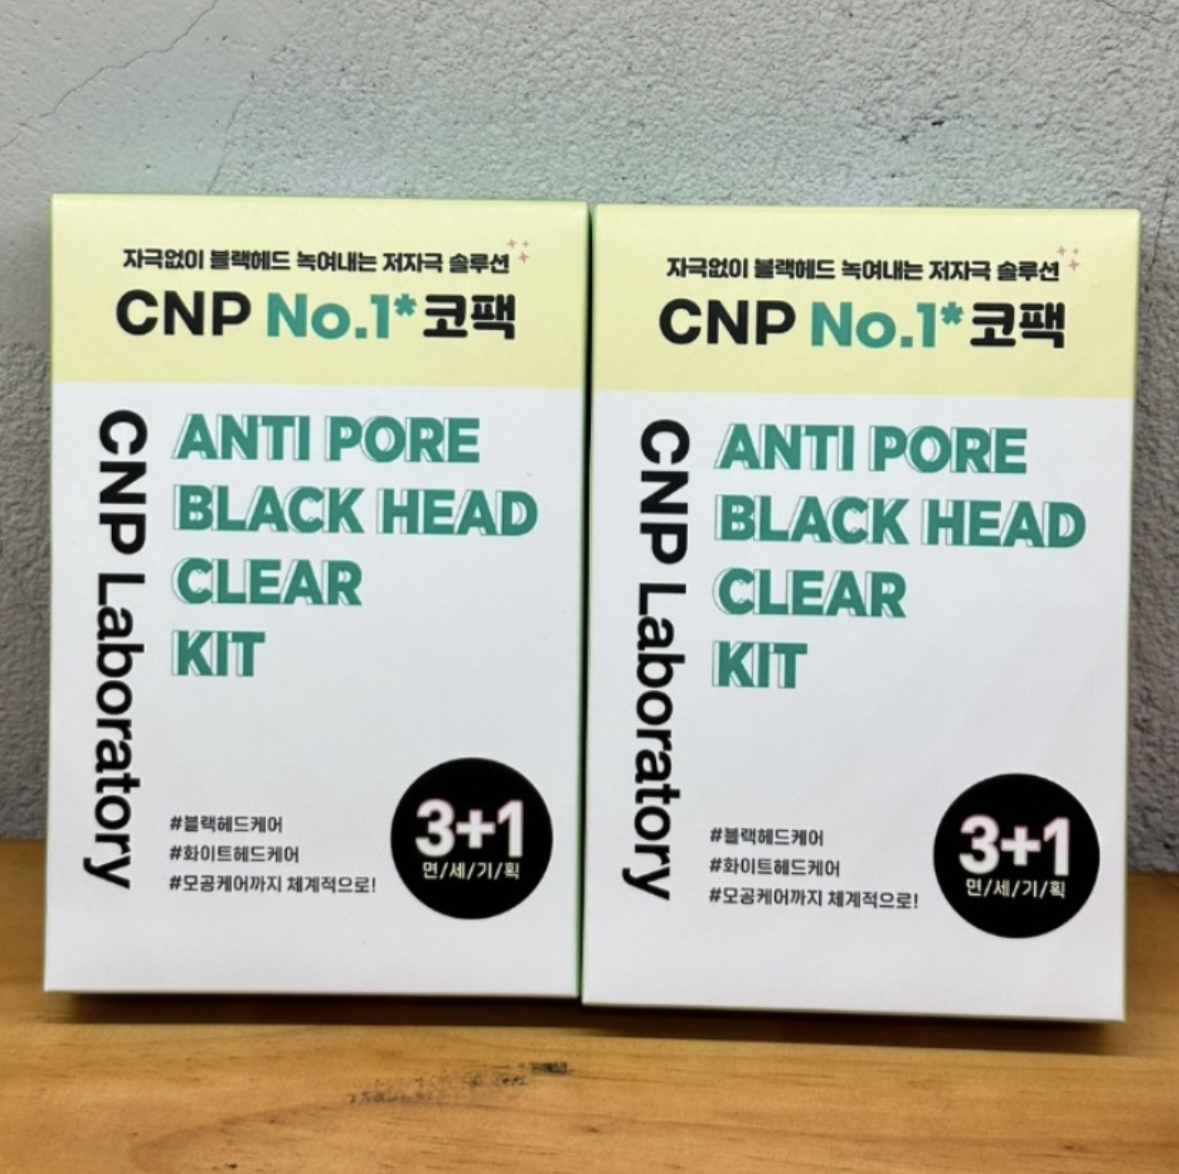 자극없이 블랙헤드 녹여내는 저자극 솔루션
CNP No.1* 코팩
CNP Laboratory
ANTI PORE
BLACK HEAD
CLEAR
KIT
#블랙헤드케어
#화이트헤드케어
#모공케어까지 체계적으로!
3+1
면/세/기/획
자극없이 블랙헤드 녹여내는 저자극 솔루션
CNP No.1* 코팩
CNP Laboratory
ANTI PORE
BLACK HEAD
CLEAR
KIT
#블랙헤드케어
#화이트헤드케어
#모공케어까지 체계적으로!
3+1
면/세/기/획